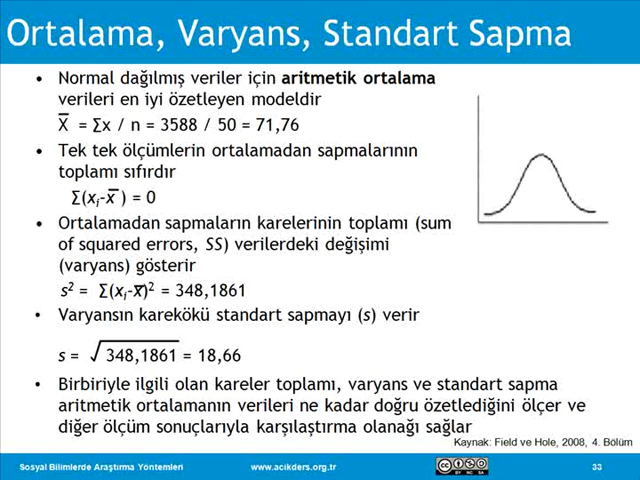 Ortalama, Varyans, Standart Sapma
• Normal dağılmış veriler için aritmetik ortalama
verileri en iyi özetleyen modeldir
X̅ = ∑x / n = 3588 / 50 = 71,76
• Tek tek ölçümlerin ortalamadan sapmalarının
toplamı sıfırdır
∑(xᵢ-x̅ ) = 0
• Ortalamadan sapmaların karelerinin toplamı (sum
of squared errors, SS) verilerdeki değişimi
(varyans) gösterir
s² = ∑(xᵢ-x̅)² = 348,1861
• Varyansın karekökü standart sapmayı (s) verir
s = √348,1861 = 18,66
• Birbiriyle ilgili olan kareler toplamı, varyans ve standart sapma
aritmetik ortalamanın verileri ne kadar doğru özetlediğini ölçer ve
diğer ölçüm sonuçlarıyla karşılaştırma olanağı sağlar
Kaynak: Field ve Hole, 2008, 4. Bölüm
Sosyal Bilimlerde Araştırma Yöntemleri www.acikders.org.tr cc BY NC SA 33